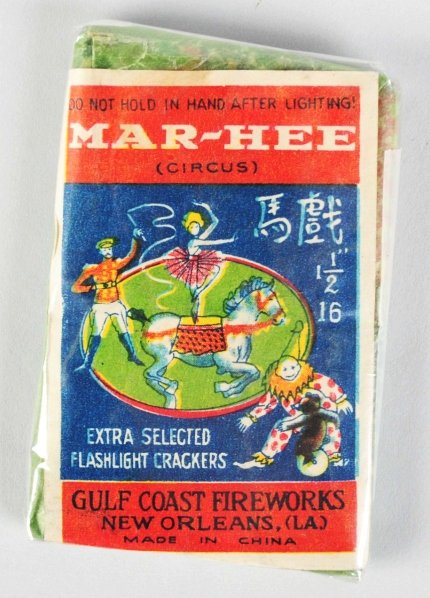 DO NOT HOLD IN HAND AFTER LIGHTING!
MAR-HEE
(CIRCUS)
馬戲
1 1/2"
16
EXTRA SELECTED
FLASHLIGHT CRACKERS
GULF COAST FIREWORKS
NEW ORLEANS, (LA)
MADE IN CHINA